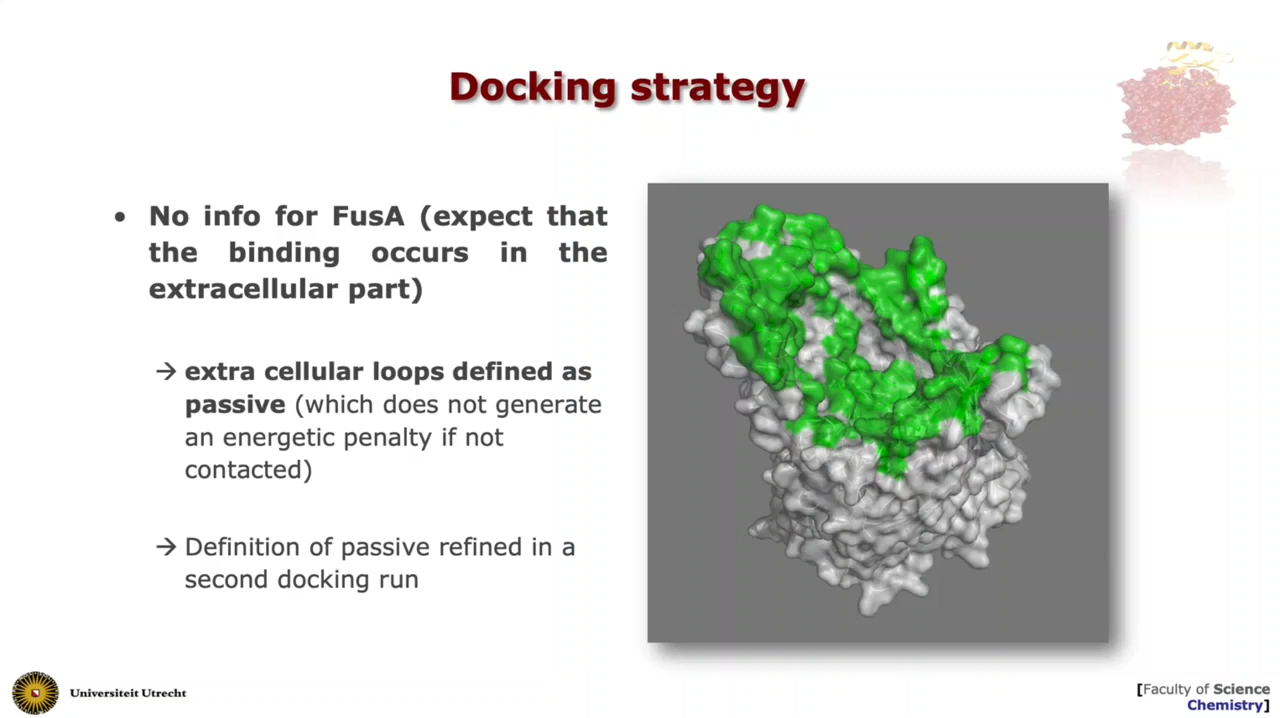 Docking strategy
• No info for FusA (expect that
the binding occurs in the
extracellular part)
→ extra cellular loops defined as
passive (which does not generate
an energetic penalty if not
contacted)
→ Definition of passive refined in a
second docking run
Universiteit Utrecht
[Faculty of Science
Chemistry]